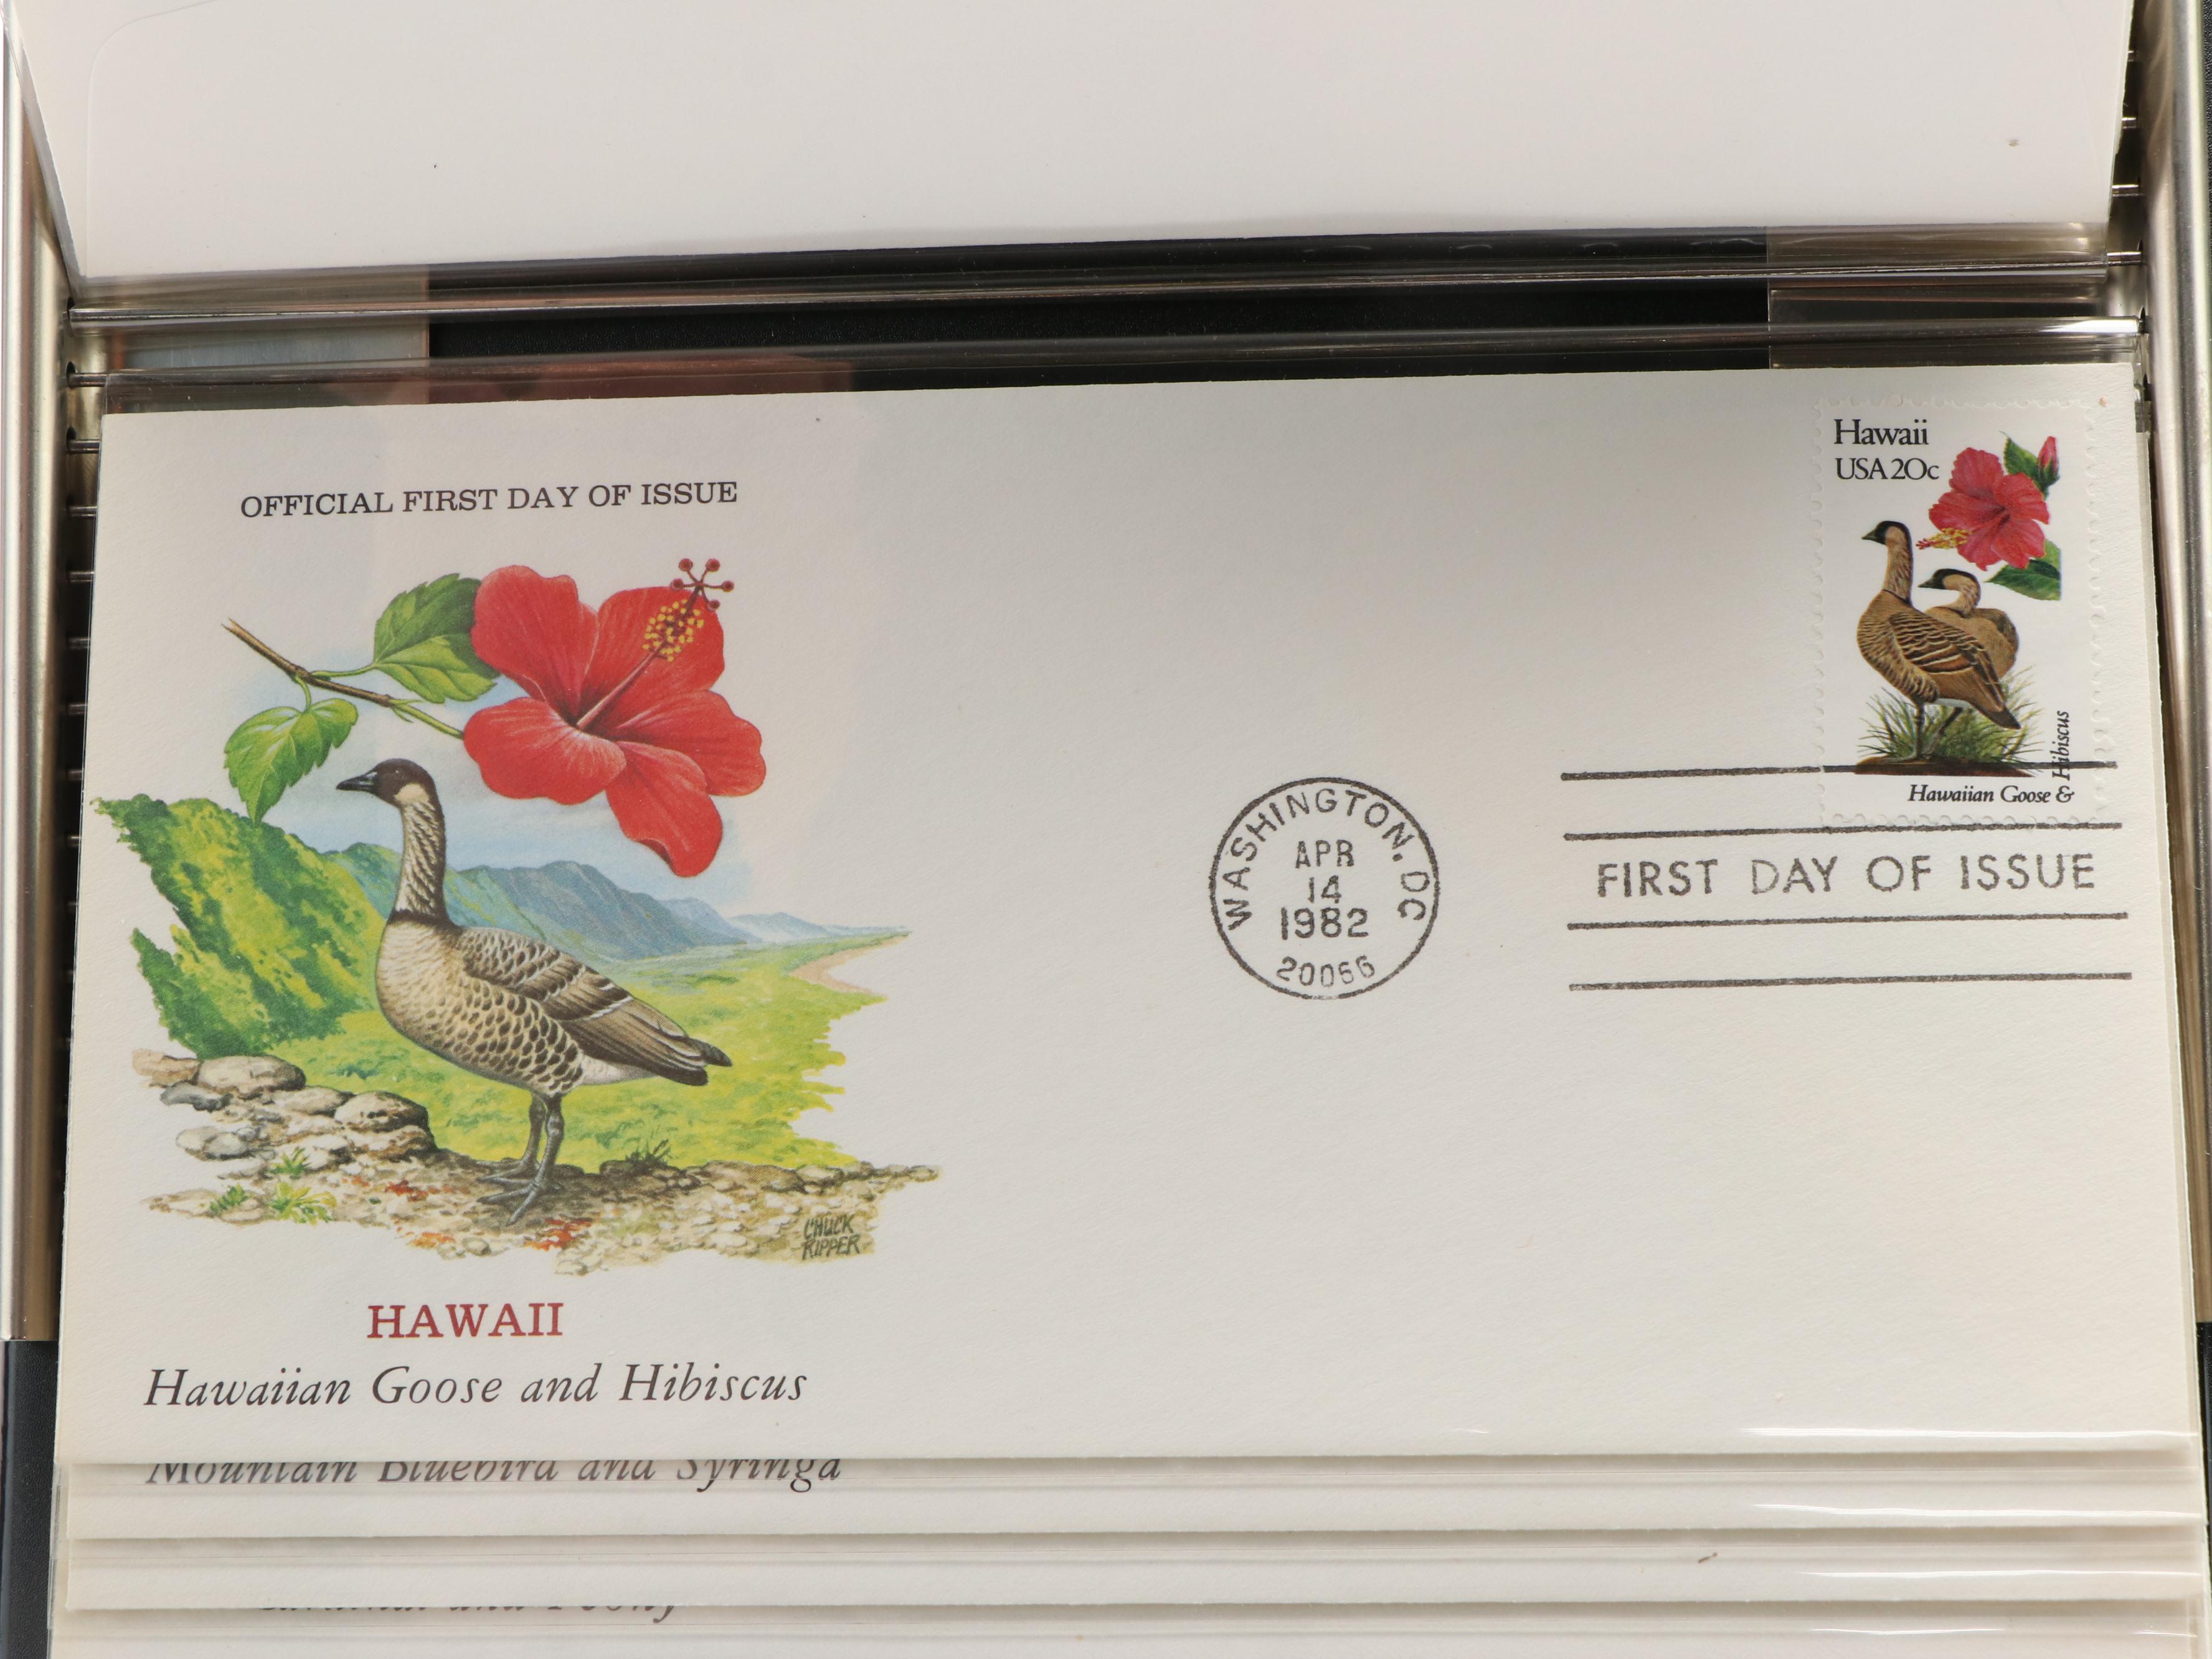 OFFICIAL FIRST DAY OF ISSUE
Hawaii
USA 20c
Hibiscus
Hawaiian Goose &
WASHINGTON, DC
APR
14
1982
20066
FIRST DAY OF ISSUE
CHUCK
RIPPER
HAWAII
Hawaiian Goose and Hibiscus
Mountain Bluebird and Syringa
and